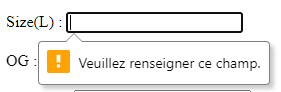 Size(L) :
OG :
! Veuillez renseigner ce champ.